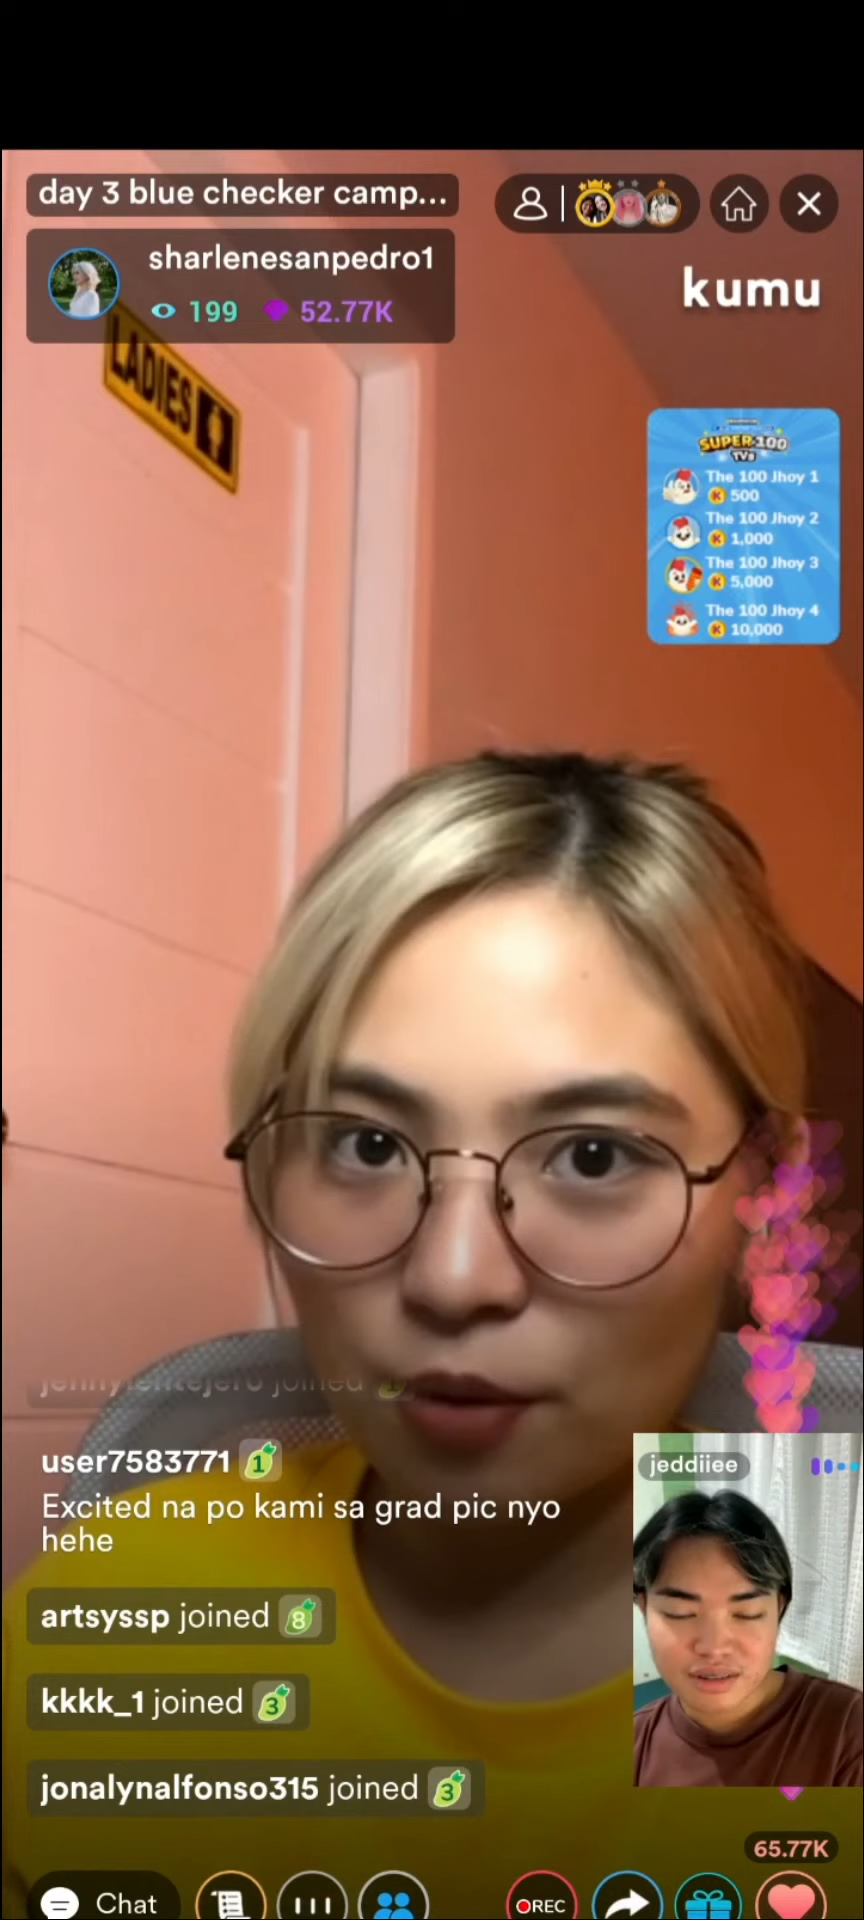 day 3 blue checker camp...
sharlenesanpedro1
199 52.77K
kumu
LADIES
SUPER 100
TVs
The 100 Jhoy 1
K 500
The 100 Jhoy 2
K 1,000
The 100 Jhoy 3
K 5,000
The 100 Jhoy 4
K 10,000
joined
user7583771 1
Excited na po kami sa grad pic nyo
hehe
artsyssp joined 8
kkkk_1 joined 3
jonalynalfonso315 joined 3
jeddiiee
65.77K
Chat
REC